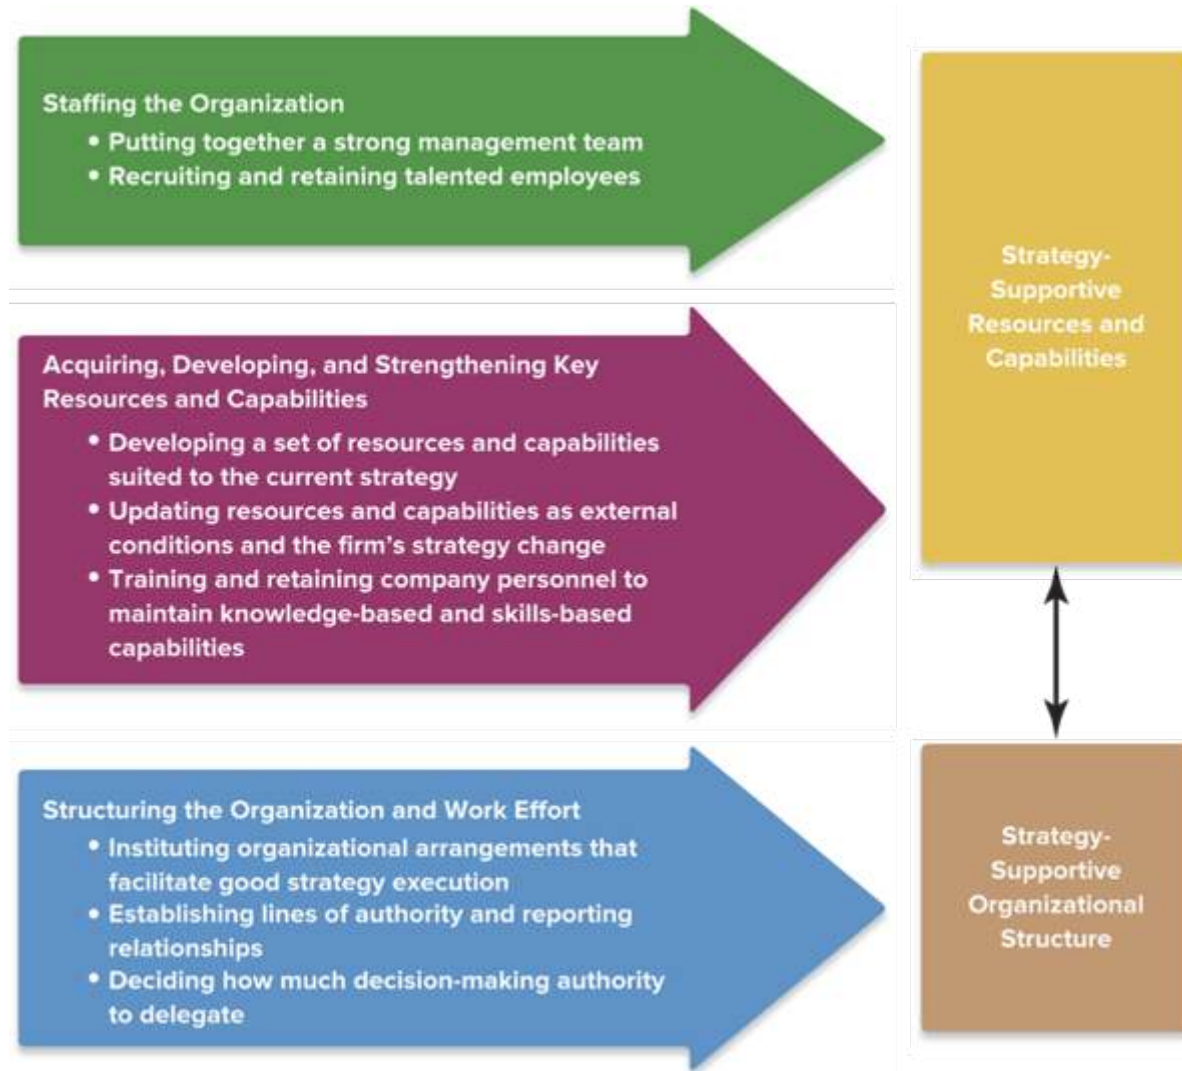 Staffing the Organization
• Putting together a strong management team
• Recruiting and retaining talented employees
Acquiring, Developing, and Strengthening Key
Resources and Capabilities
• Developing a set of resources and capabilities
suited to the current strategy
• Updating resources and capabilities as external
conditions and the firm’s strategy change
• Training and retaining company personnel to
maintain knowledge-based and skills-based
capabilities
Structuring the Organization and Work Effort
• Instituting organizational arrangements that
facilitate good strategy execution
• Establishing lines of authority and reporting
relationships
• Deciding how much decision-making authority
to delegate
Strategy-
Supportive
Resources and
Capabilities
Strategy-
Supportive
Organizational
Structure